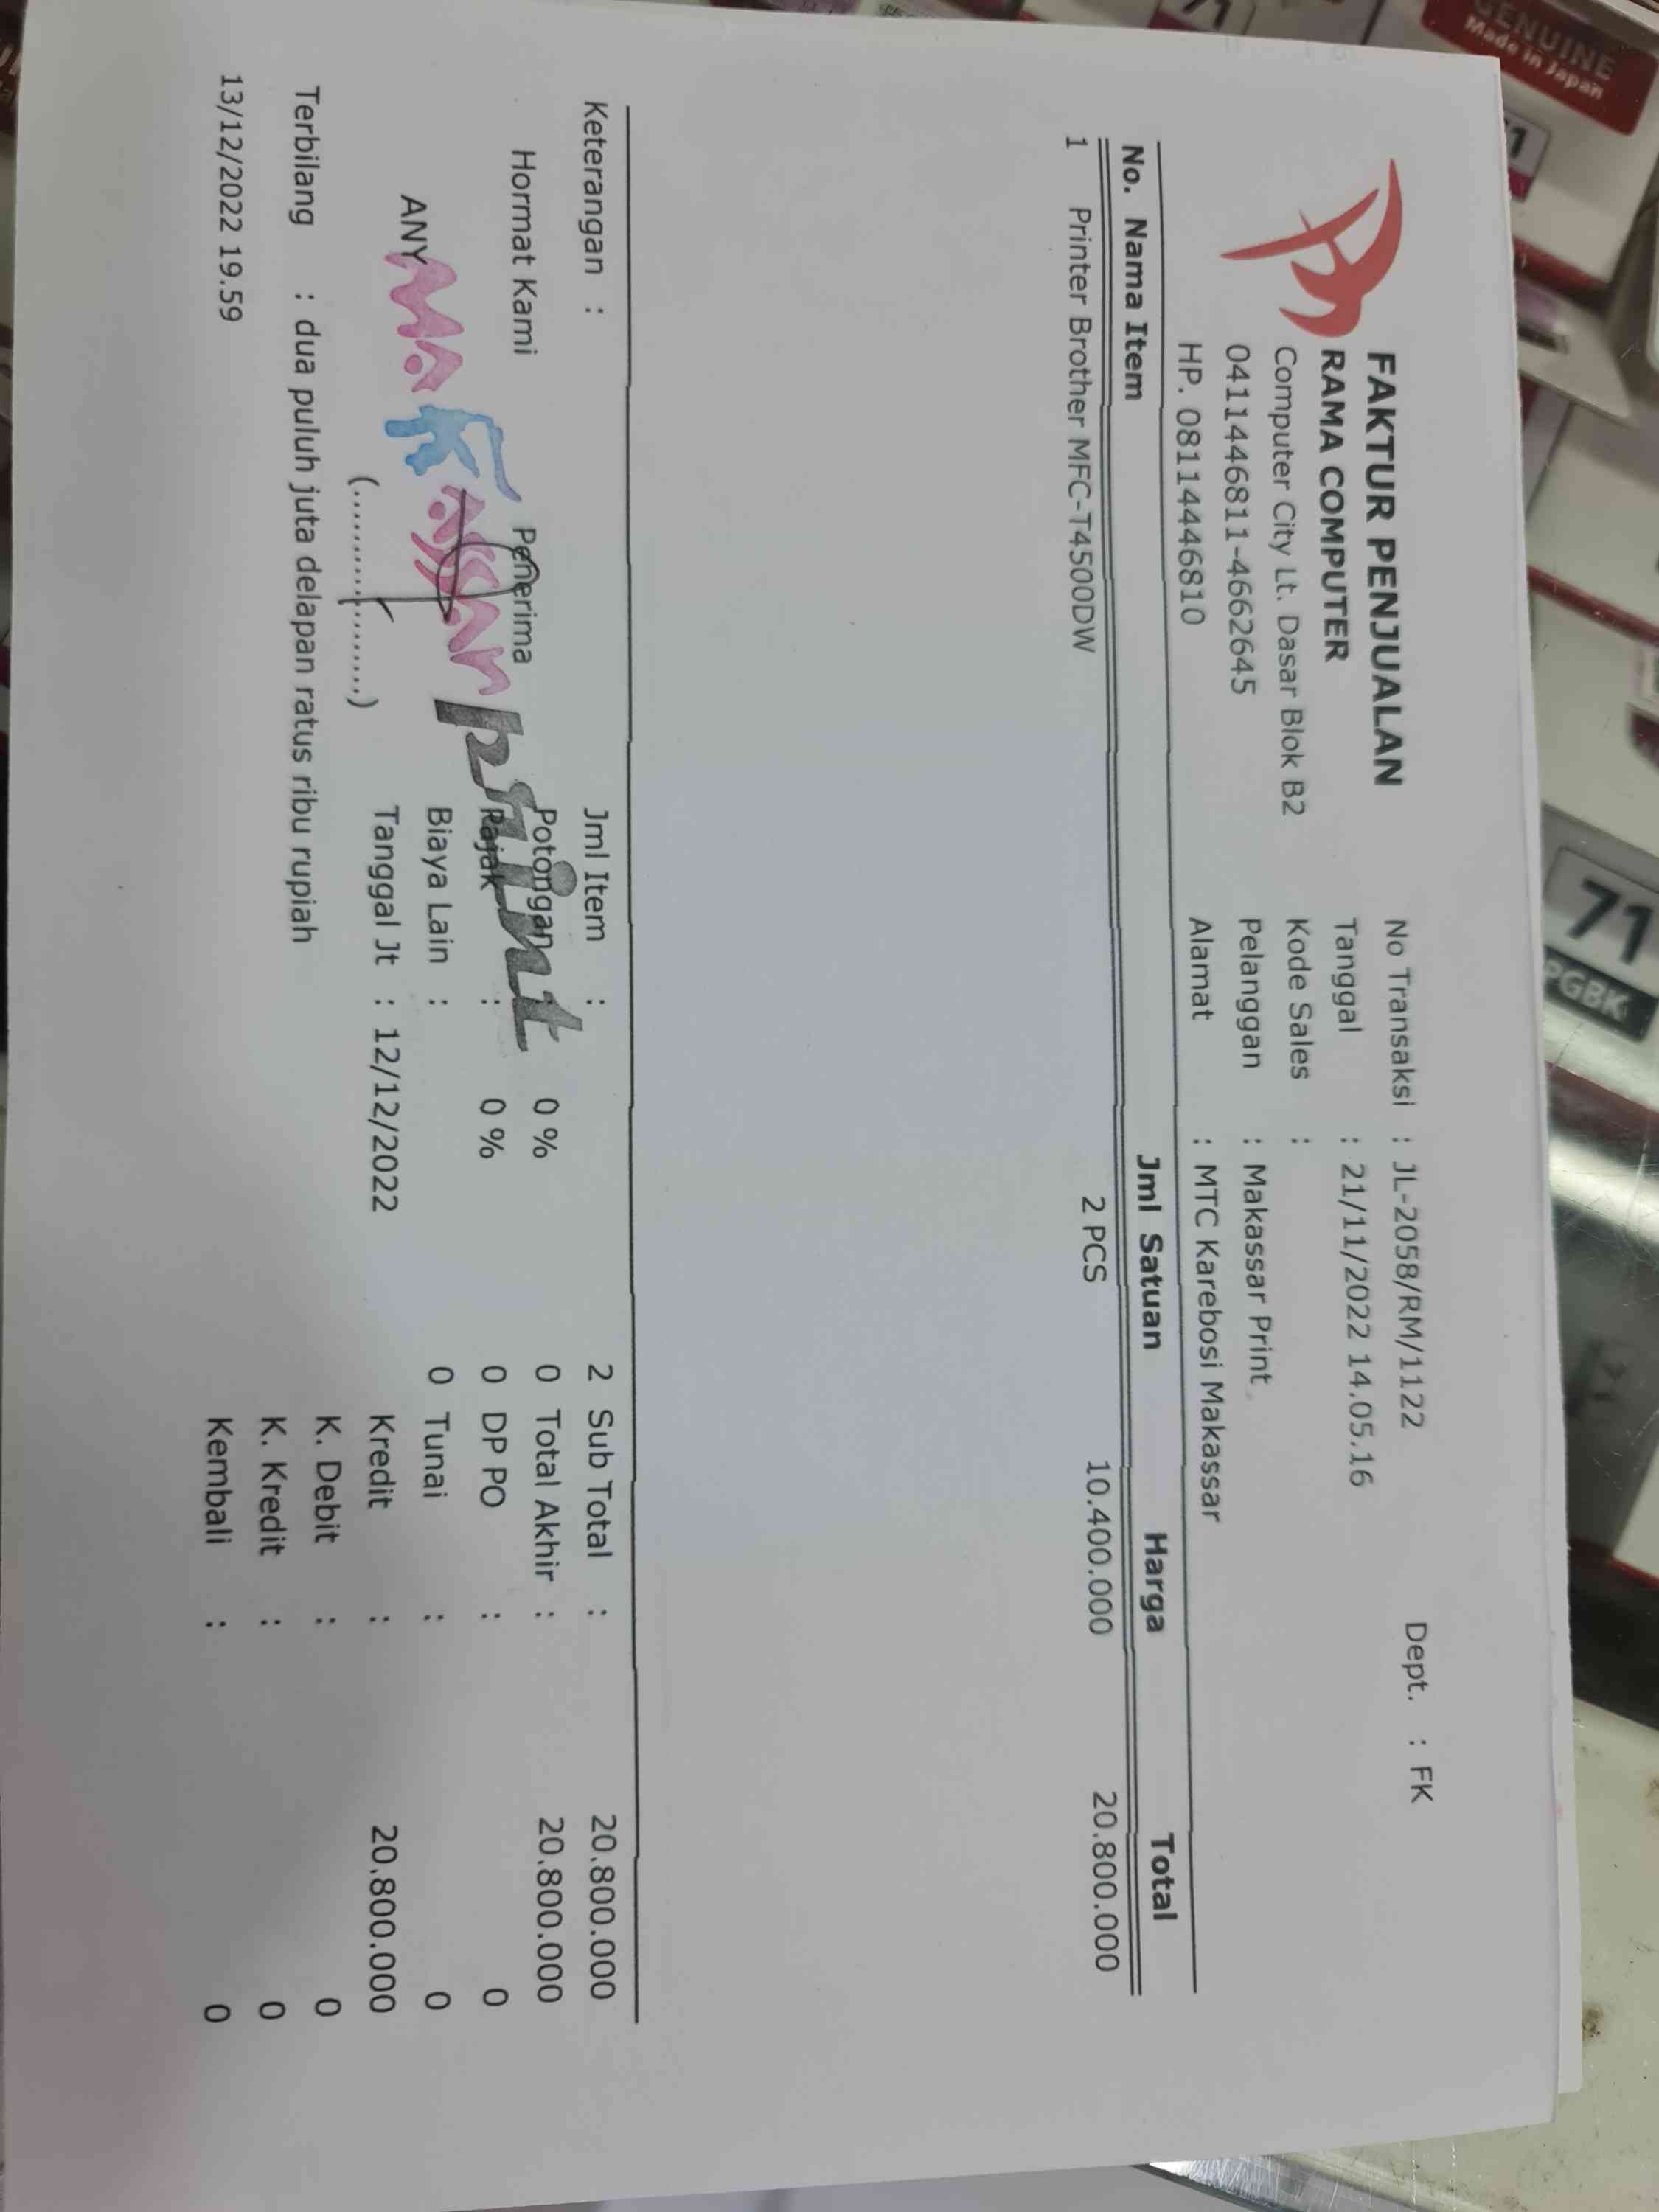 FAKTUR PENJUALAN
RAMA COMPUTER
Computer City Lt. Dasar Blok B2
0411446811-4662645
HP. 08114446810
No Transaksi : JL-2058/RM/1122
Dept. : FK
Tanggal : 21/11/2022 14.05.16
Kode Sales :
Pelanggan : Makassar Print
Alamat : MTC Karebosi Makassar
No. Nama Item Jml Satuan Harga Total
1 Printer Brother MFC-T4500DW 2 PCS 10.400.000 20.800.000
Keterangan :
Hormat Kami
Penerima
ANY
MAKASSAR print
(......................)
Jml Item : 2
Potongan : 0 % 0
Pajak : 0 % 0
Biaya Lain : 0
Tanggal Jt : 12/12/2022
Sub Total : 20.800.000
Total Akhir : 20.800.000
DP PO : 0
Tunai : 0
Kredit : 20.800.000
K. Debit : 0
K. Kredit : 0
Kembali : 0
Terbilang : dua puluh juta delapan ratus ribu rupiah
13/12/2022 19.59
GENUINE
Made in Japan
71
PGBK